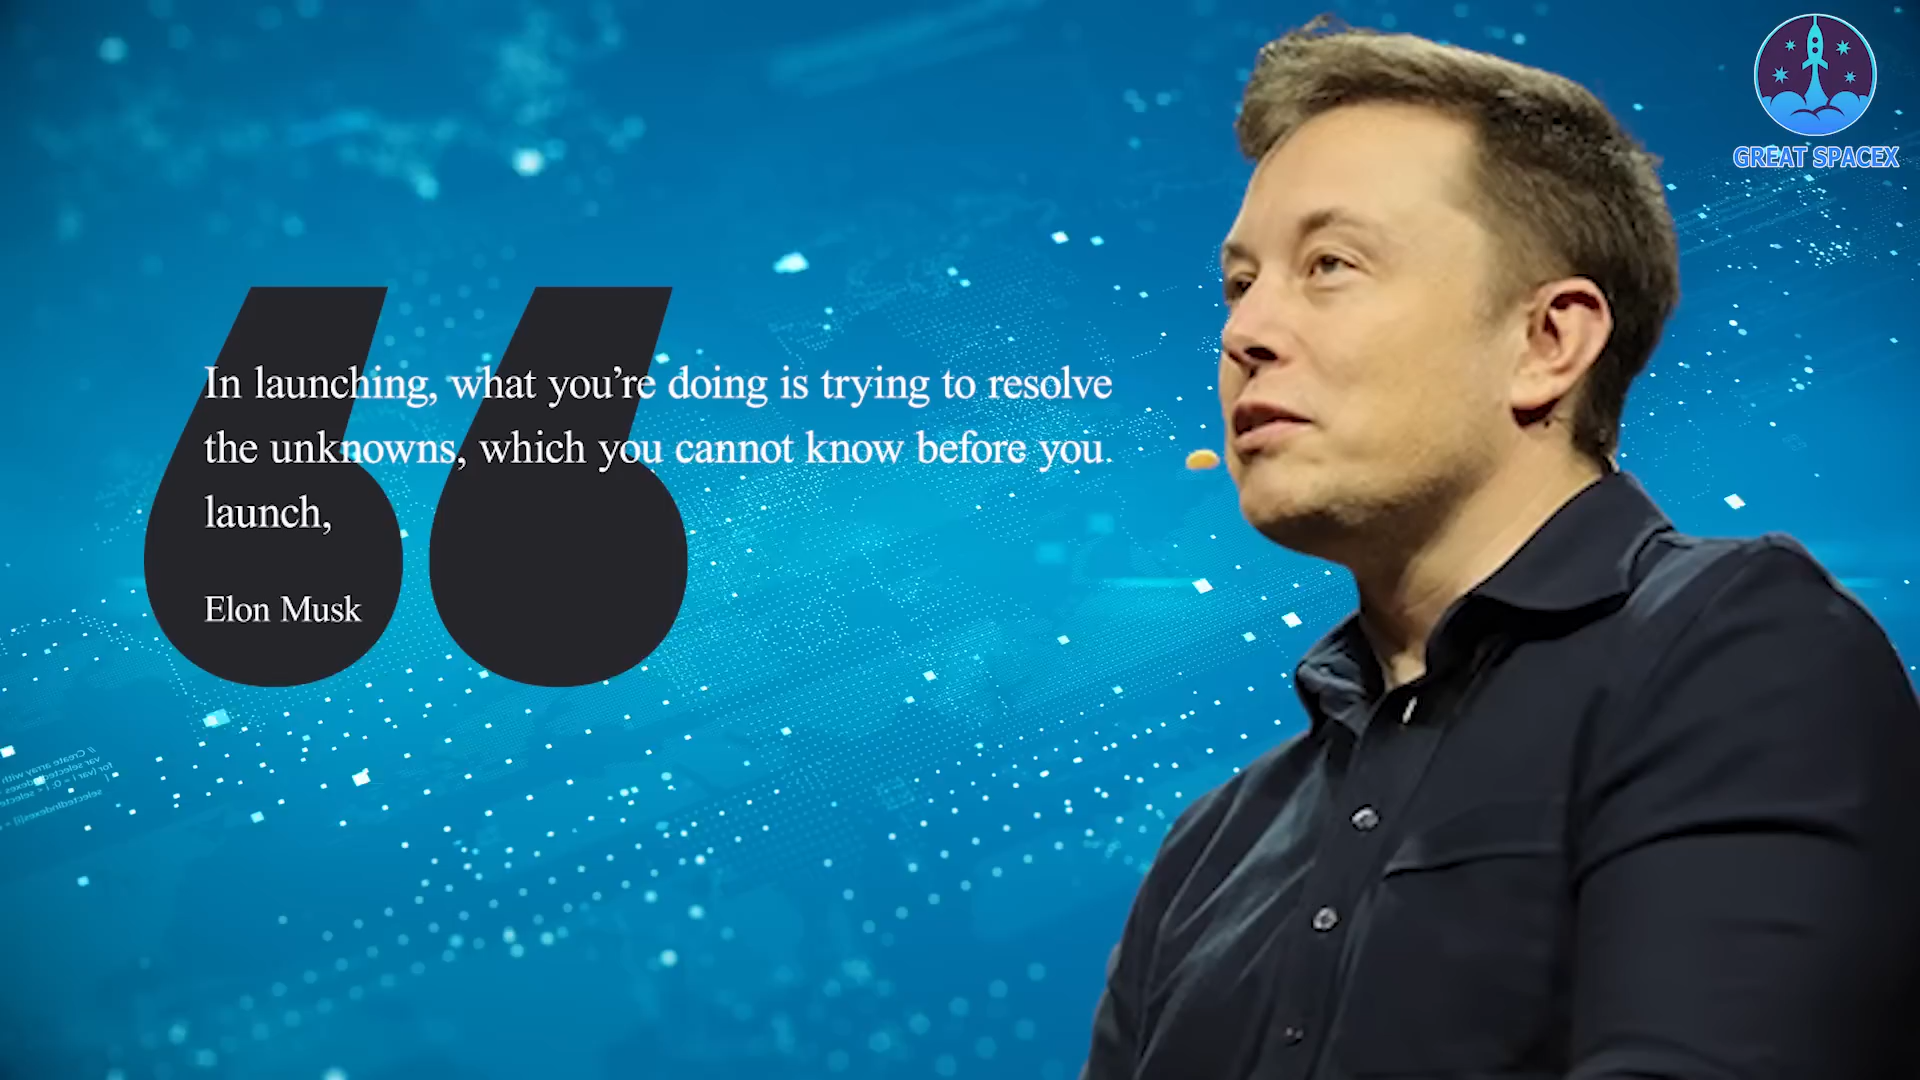 GREAT SPACEX
In launching, what you’re doing is trying to resolve
the unknowns, which you cannot know before you.
launch,
Elon Musk